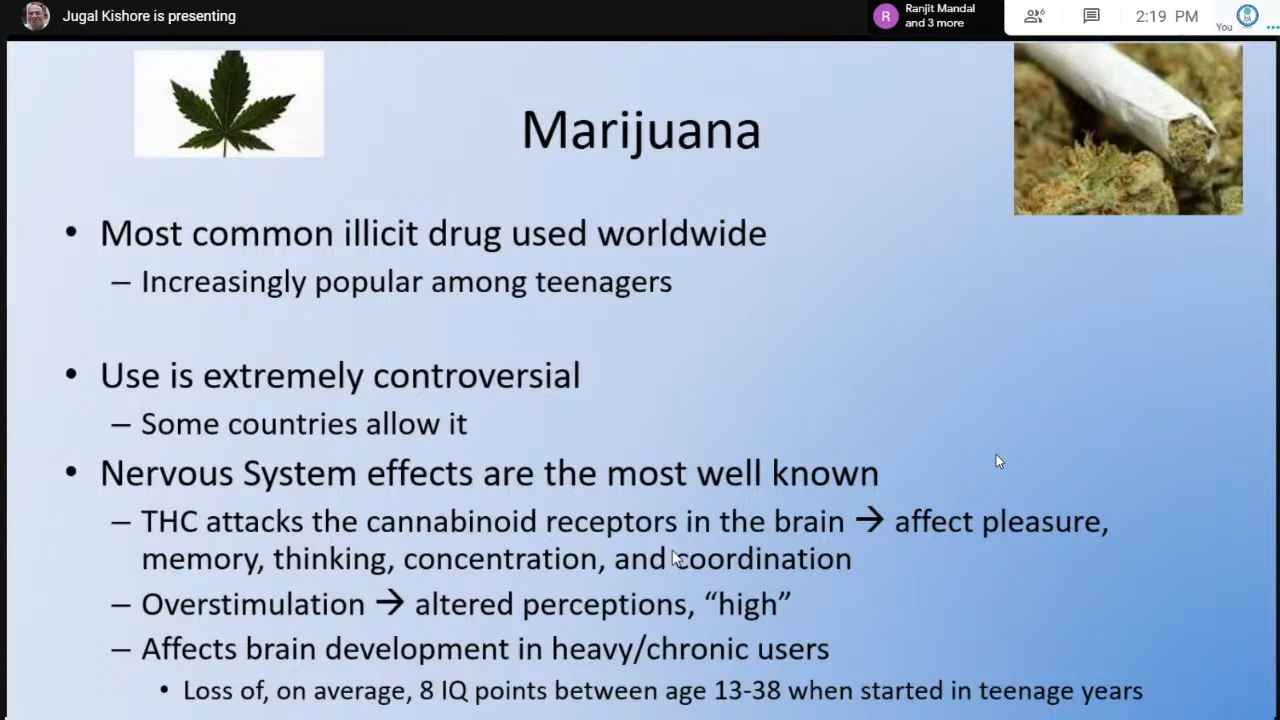 Jugal Kishore is presenting
R
Ranjit Mandal
and 3 more
6
2:19 PM
You
Marijuana
• Most common illicit drug used worldwide
– Increasingly popular among teenagers
• Use is extremely controversial
– Some countries allow it
• Nervous System effects are the most well known
– THC attacks the cannabinoid receptors in the brain → affect pleasure,
memory, thinking, concentration, and coordination
– Overstimulation → altered perceptions, “high”
– Affects brain development in heavy/chronic users
• Loss of, on average, 8 IQ points between age 13-38 when started in teenage years